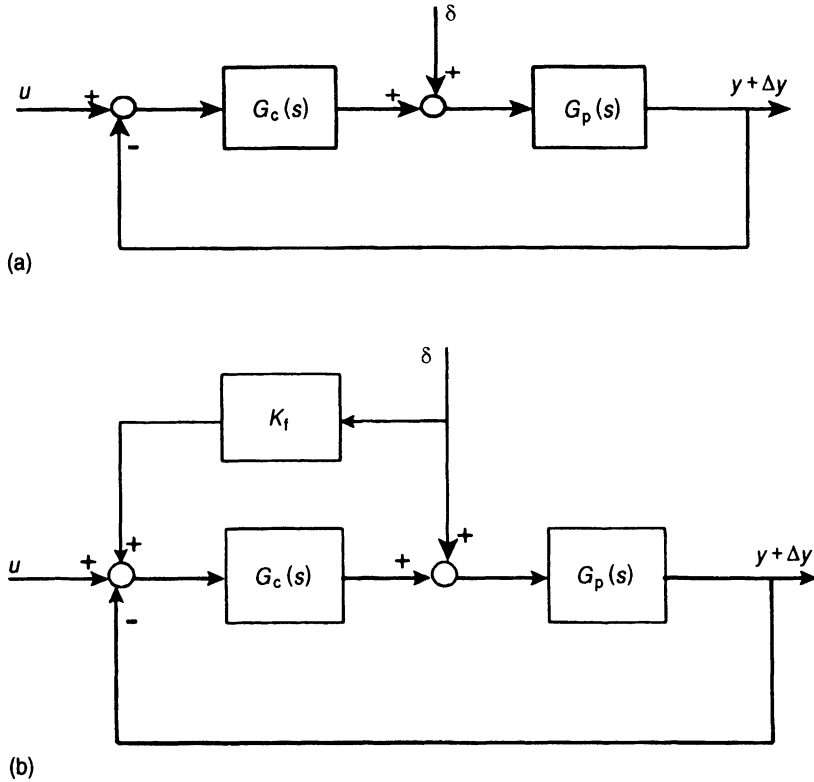 δ
u + G_c(s) + + G_p(s) y + Δy
-
(a)
δ
K_f
+ +
u + G_c(s) + G_p(s) y + Δy
-
(b)